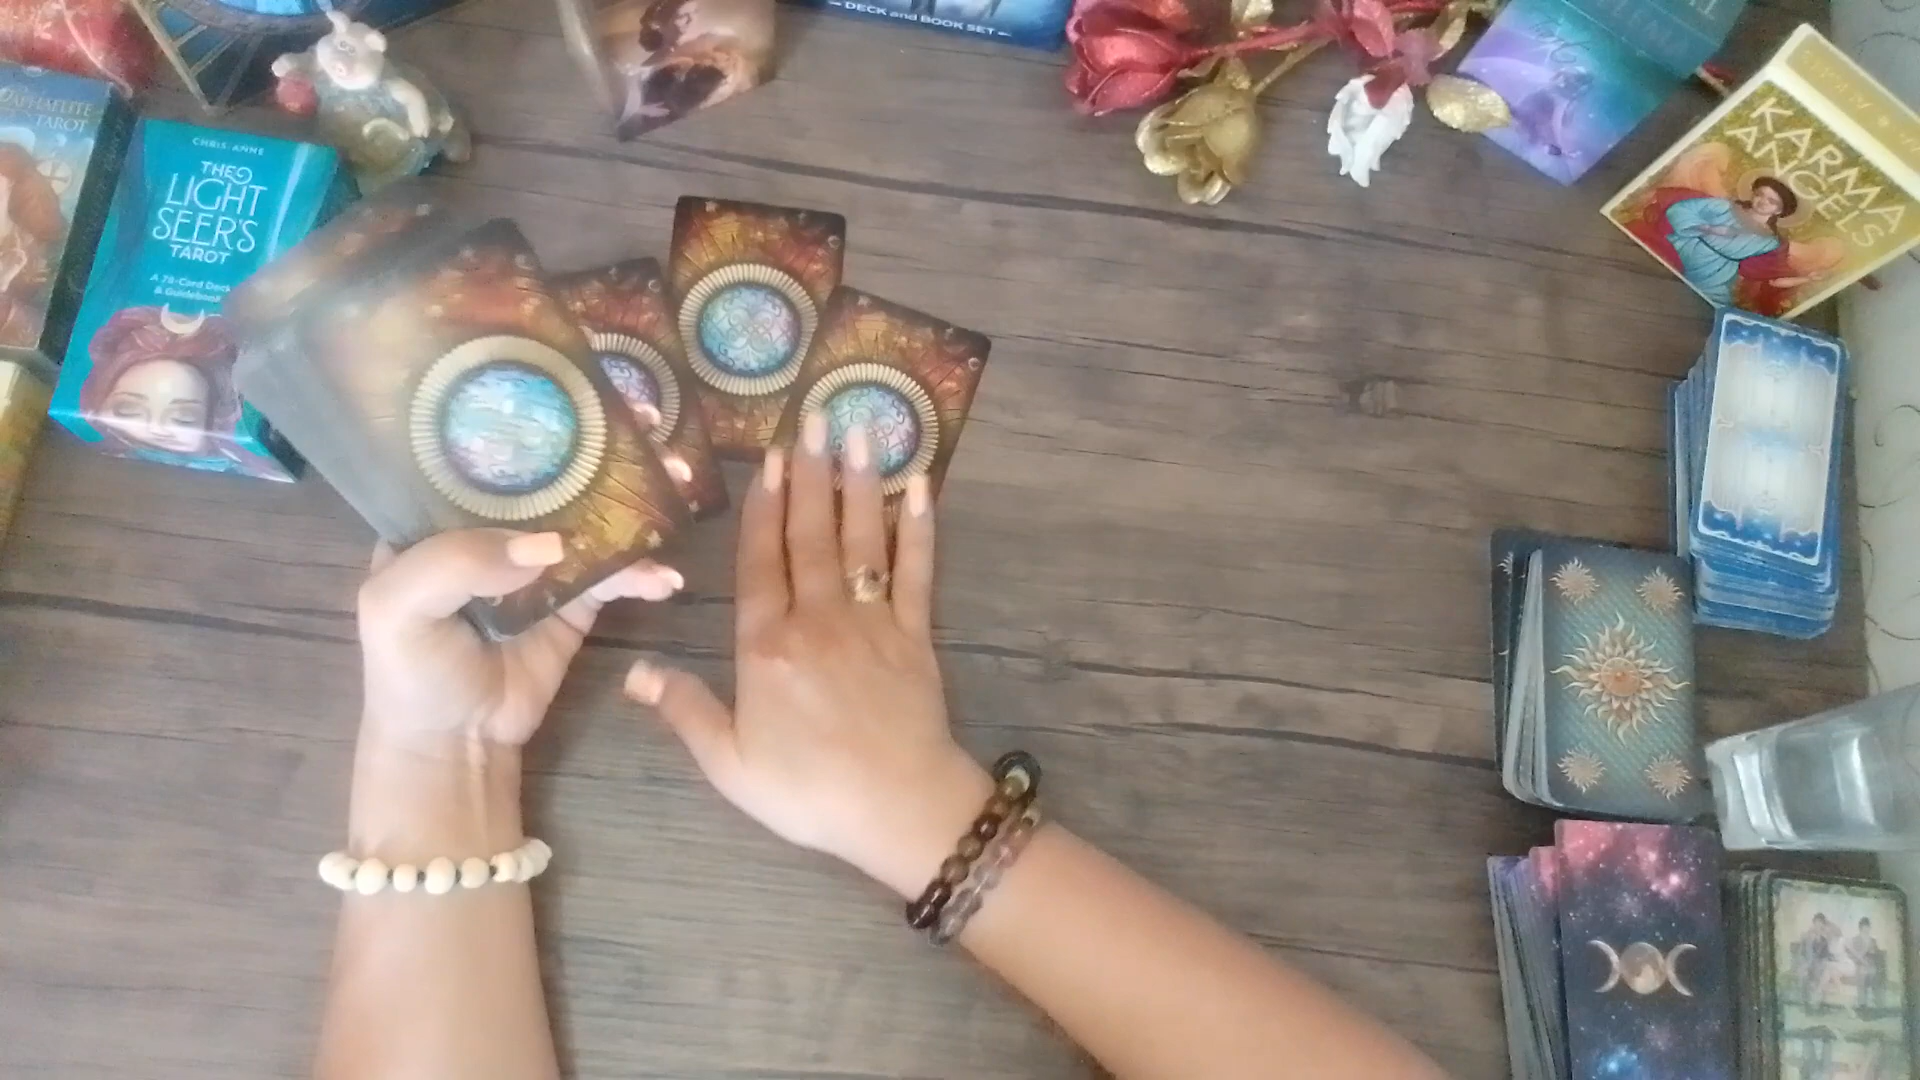 DECK and BOOK SET
TAROT
CHRIS-ANNE
THE
LIGHT
SEER'S
TAROT
A 78-Card Deck
& Guidebook
KARMA
ANGELS